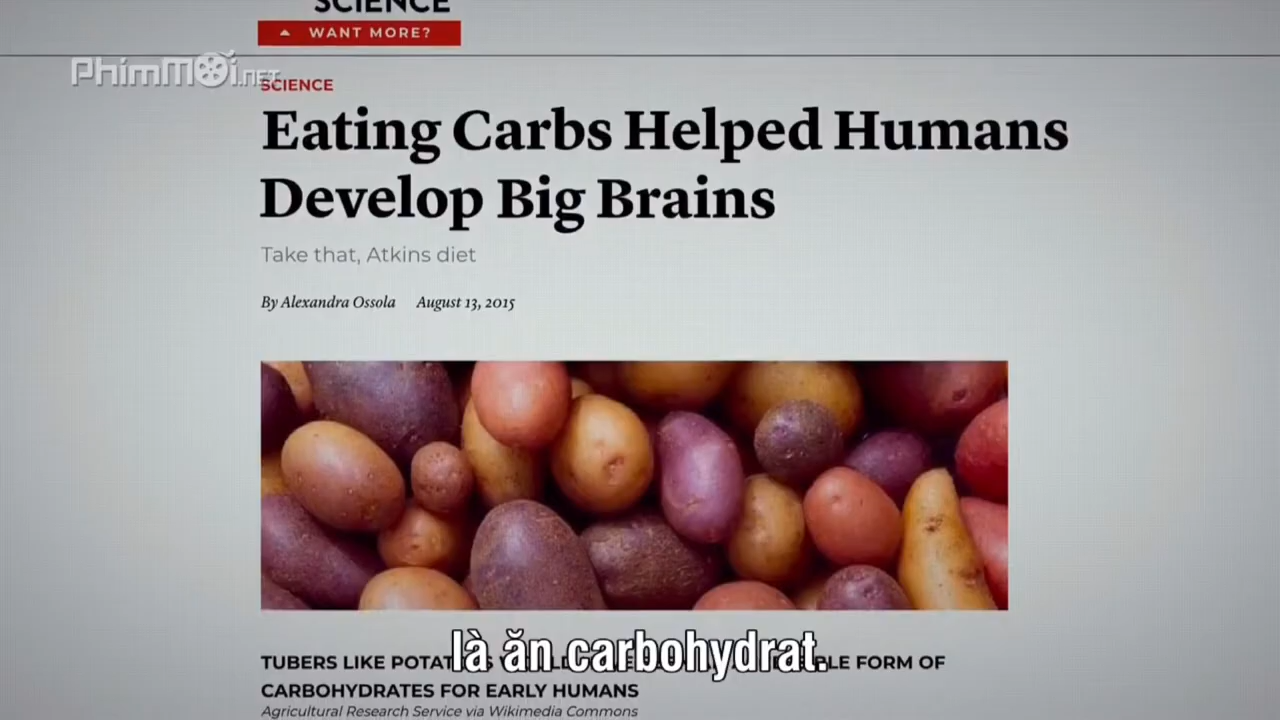 SCIENCE
WANT MORE?
PhimMoi.NET
SCIENCE
Eating Carbs Helped Humans
Develop Big Brains
Take that, Atkins diet
By Alexandra Ossola August 13, 2015
là ăn carbohydrat.
TUBERS LIKE FORM OF
CARBOHYDRATES FOR EARLY HUMANS
Agricultural Research Service via Wikimedia Commons